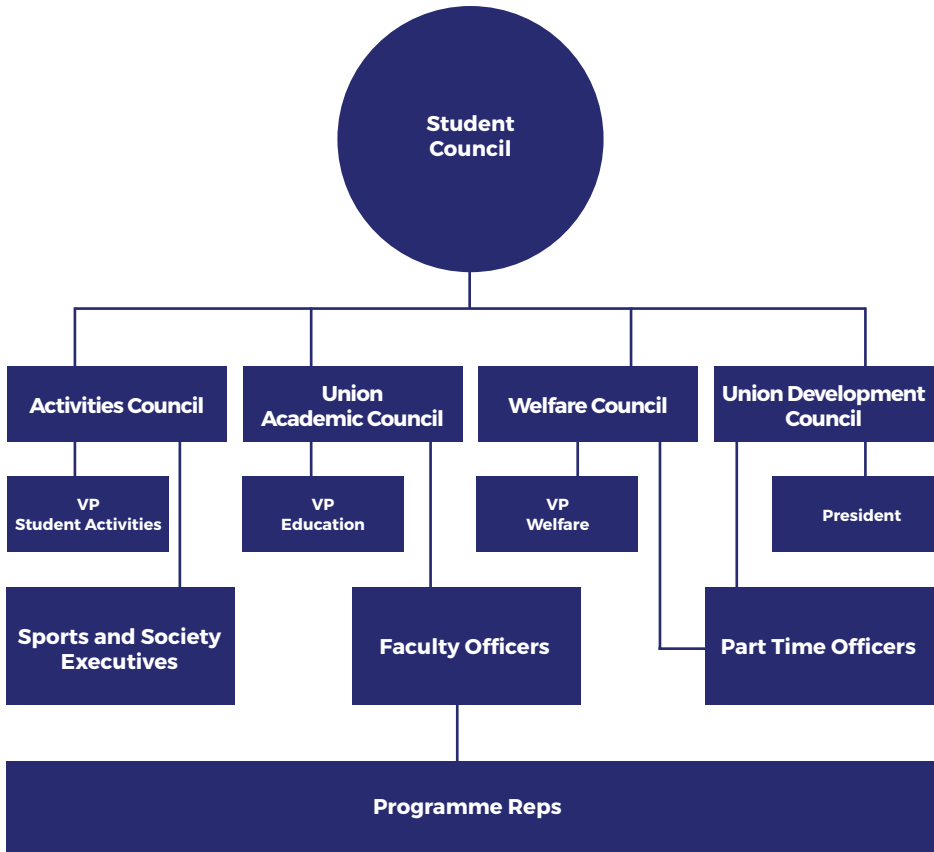 Student
Council
Activities Council
Union
Academic Council
Welfare Council
Union Development
Council
VP
Student Activities
VP
Education
VP
Welfare
President
Sports and Society
Executives
Faculty Officers
Part Time Officers
Programme Reps